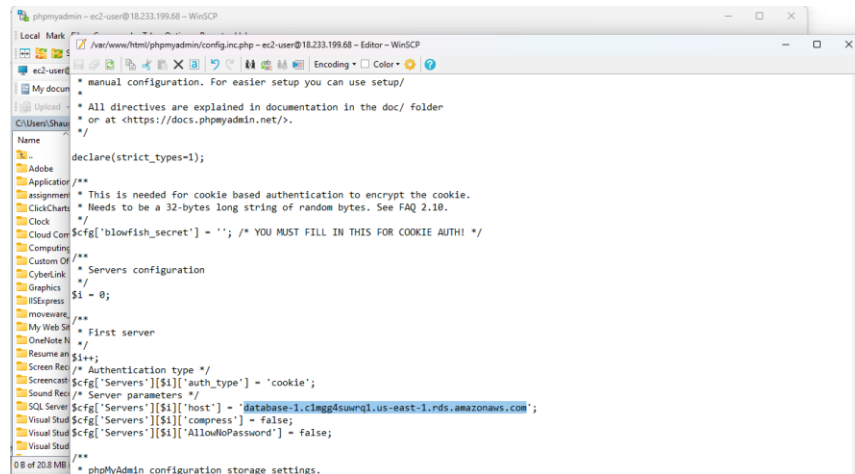 phpmyadmin – ec2-user@18.233.199.68 – WinSCP
Local Mark
/var/www/html/phpmyadmin/config.inc.php – ec2-user@18.233.199.68 – Editor – WinSCP
Encoding Color
ec2-user@
My docum
Upload
C:\Users\Shau
Name
..
Adobe
Application
assignment
ClickCharts
Clock
Cloud Com
Computing
Custom Of
CyberLink
Graphics
IISExpress
moveware_
My Web Sit
OneNote N
Resume an
Screen Rec
Screencast-
Sound Reco
SQL Server
Visual Stud
Visual Stud
Visual Stud
0 B of 20.8 MB
* manual configuration. For easier setup you can use setup/
*
* All directives are explained in documentation in the doc/ folder
* or at <https://docs.phpmyadmin.net/>.
*/
declare(strict_types=1);
/**
* This is needed for cookie based authentication to encrypt the cookie.
* Needs to be a 32-bytes long string of random bytes. See FAQ 2.10.
*/
$cfg['blowfish_secret'] = ''; /* YOU MUST FILL IN THIS FOR COOKIE AUTH! */
/**
* Servers configuration
*/
$i = 0;
/**
* First server
*/
$i++;
/* Authentication type */
$cfg['Servers'][$i]['auth_type'] = 'cookie';
/* Server parameters */
$cfg['Servers'][$i]['host'] = 'database-1.c1mgg4suwrq1.us-east-1.rds.amazonaws.com';
$cfg['Servers'][$i]['compress'] = false;
$cfg['Servers'][$i]['AllowNoPassword'] = false;
/**
* phpMyAdmin configuration storage settings.